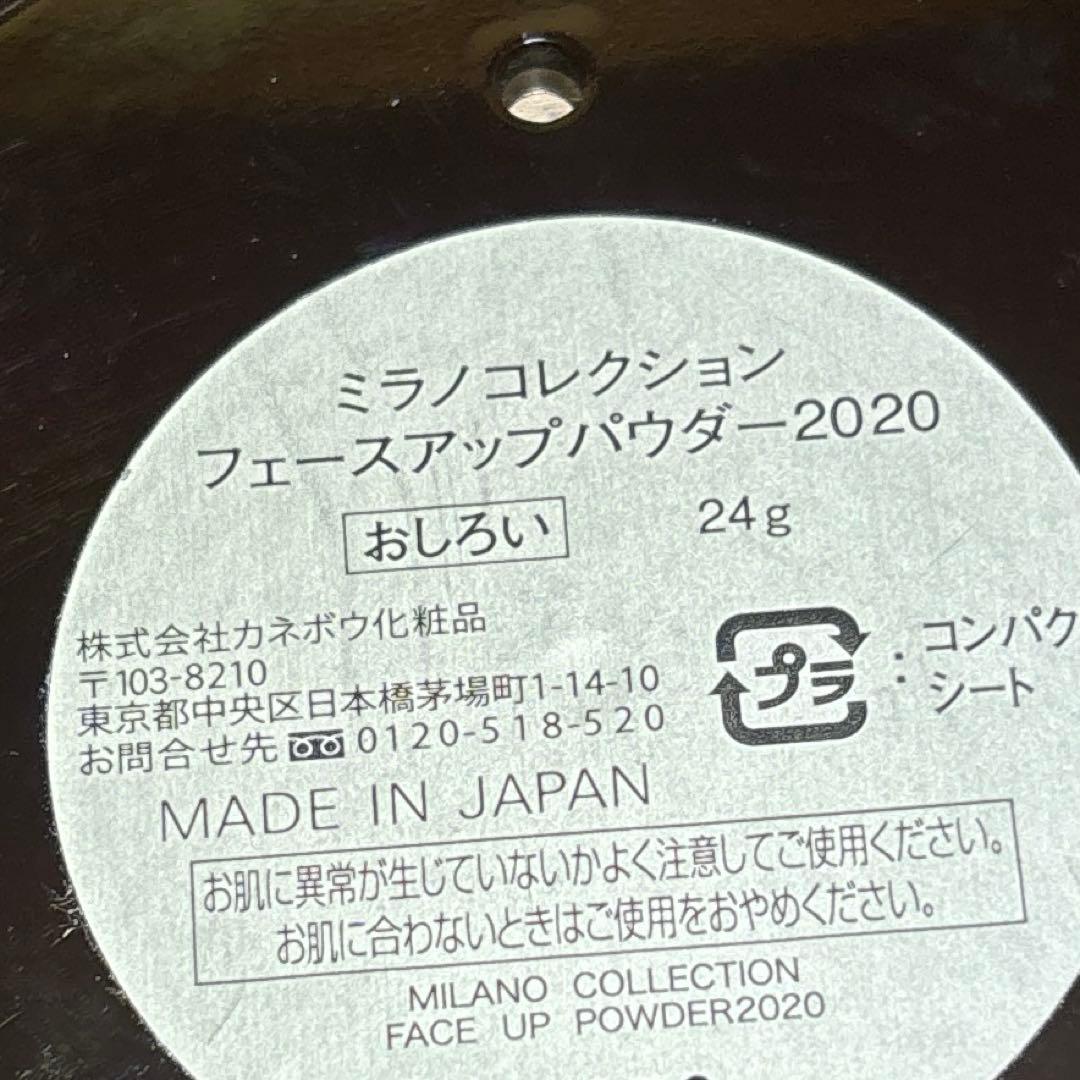 ミラノコレクション
フェースアップパウダー2020
おしろい 24g
株式会社カネボウ化粧品
〒103-8210
東京都中央区日本橋茅場町1-14-10
お問合せ先 0120-518-520
プラ : コンパク
シート
MADE IN JAPAN
お肌に異常が生じていないかよく注意してご使用ください。
お肌に合わないときはご使用をおやめください。
MILANO COLLECTION
FACE UP POWDER2020